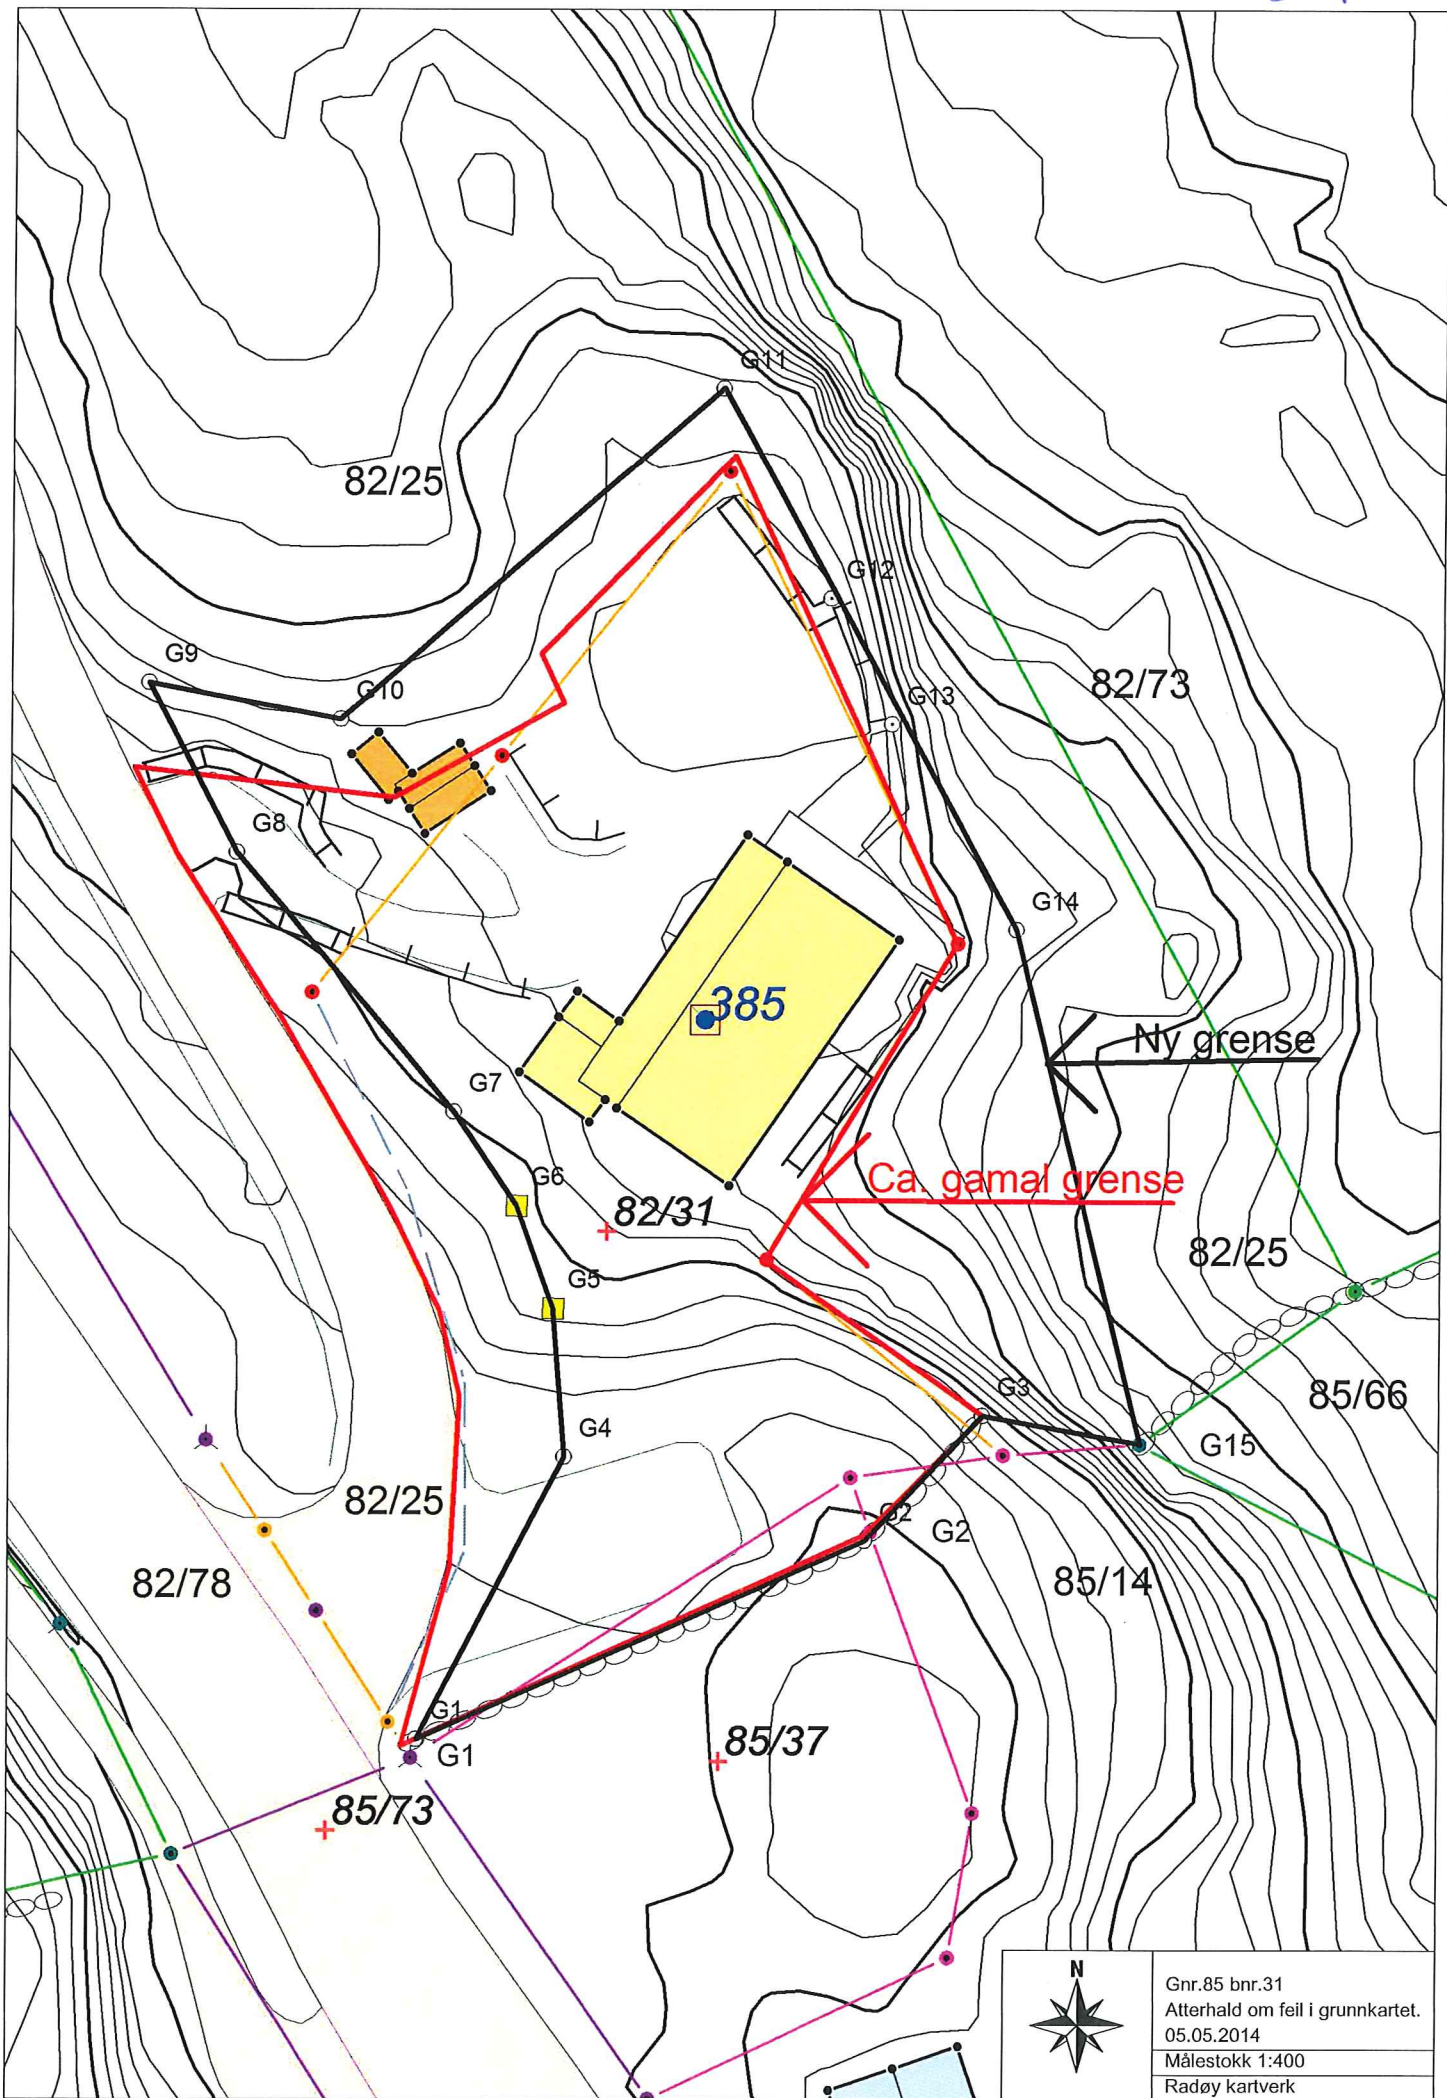 G11
82/25
G12
G9
82/73
G10
G13
G8
G14
385
Ny grense
G7
G6
Ca. gamal grense
82/31
82/25
G5
G3
85/66
G4
G15
82/25
G2
G2
82/78
85/14
G1
G1
85/37
85/73
N
Gnr.85 bnr.31
Atterhald om feil i grunnkartet.
05.05.2014
Målestokk 1:400
Radøy kartverk